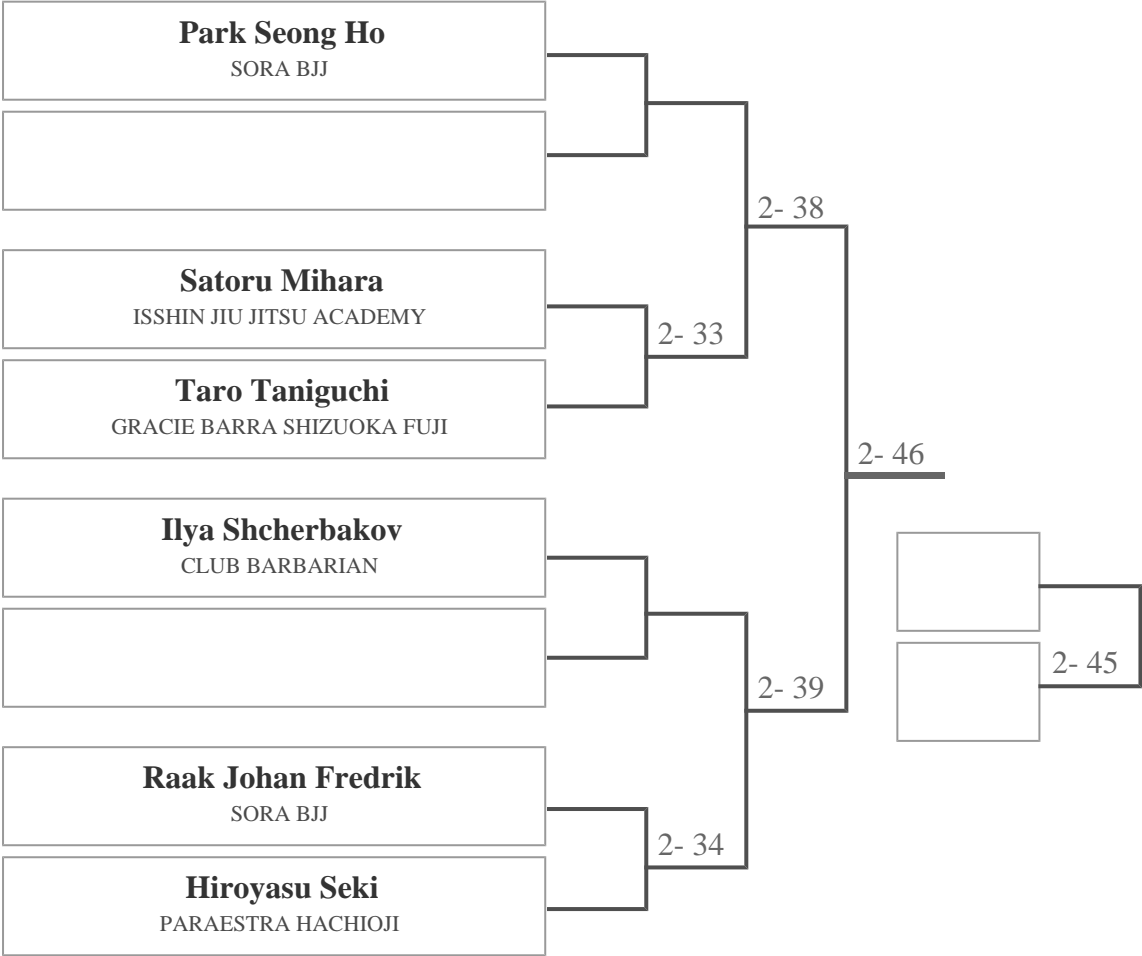 Park Seong Ho
SORA BJJ
2- 38
Satoru Mihara
ISSHIN JIU JITSU ACADEMY
2- 33
Taro Taniguchi
GRACIE BARRA SHIZUOKA FUJI
2- 46
Ilya Shcherbakov
CLUB BARBARIAN
2- 45
2- 39
Raak Johan Fredrik
SORA BJJ
2- 34
Hiroyasu Seki
PARAESTRA HACHIOJI